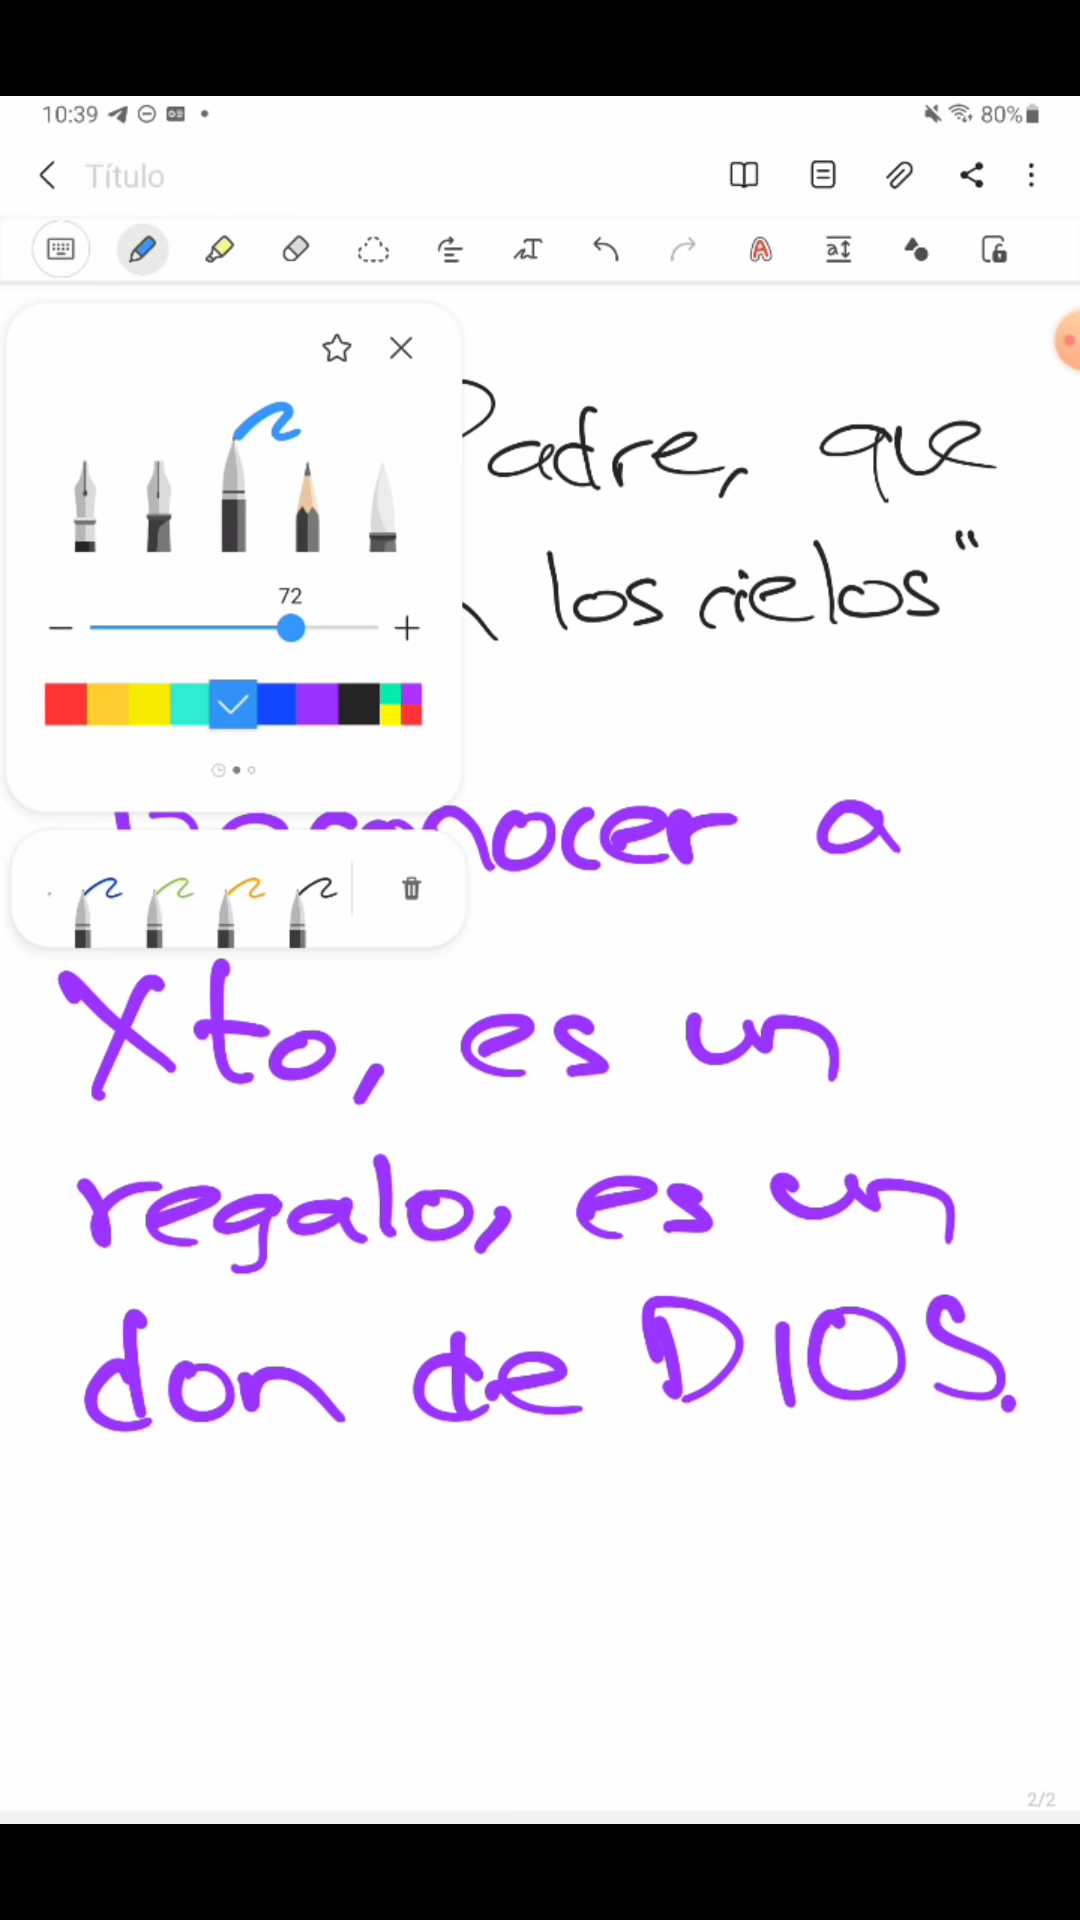 10:39
80%
Título
Padre, que
los cielos"
72
conocer a
Xto, es un
regalo, es un
don de DIOS.
2/2